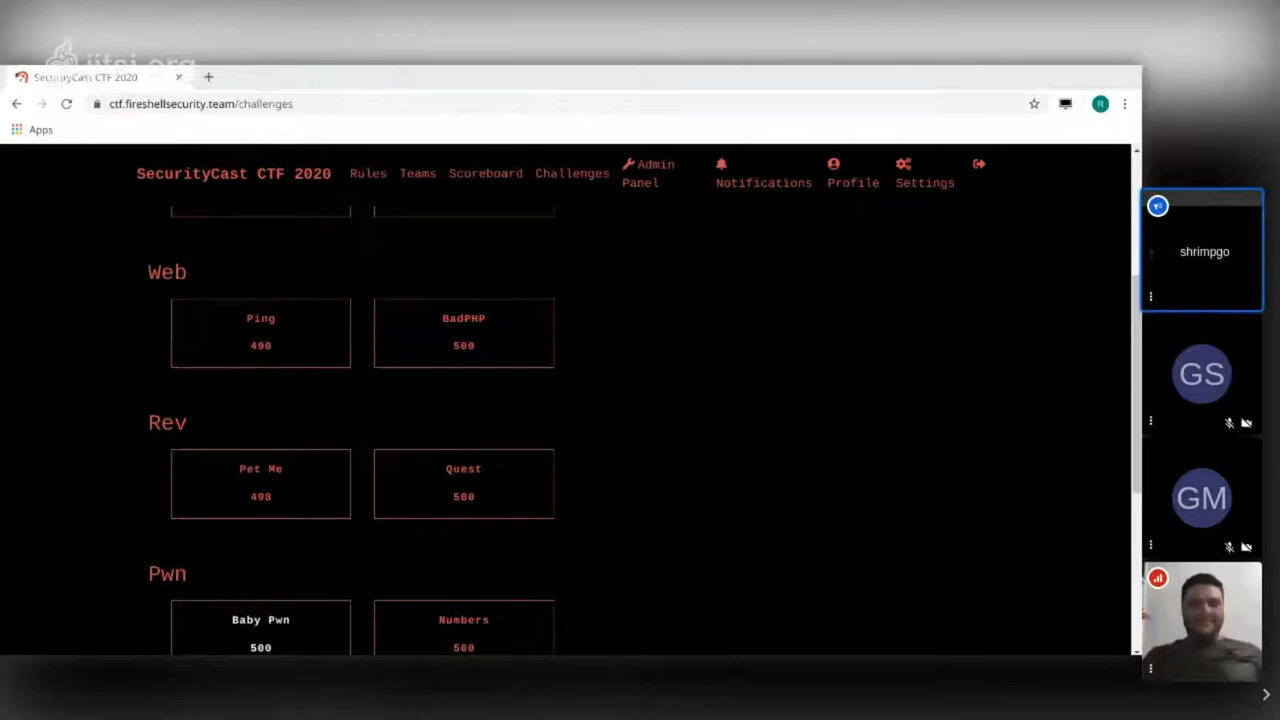 jitsi.org
SecurityCast CTF 2020
ctf.fireshellsecurity.team/challenges
R
Apps
SecurityCast CTF 2020 Rules Teams Scoreboard Challenges Admin Panel Notifications Profile Settings
Web
Ping
490
BadPHP
500
Rev
Pet Me
498
Quest
500
Pwn
Baby Pwn
500
Numbers
500
shrimpgo
GS
GM